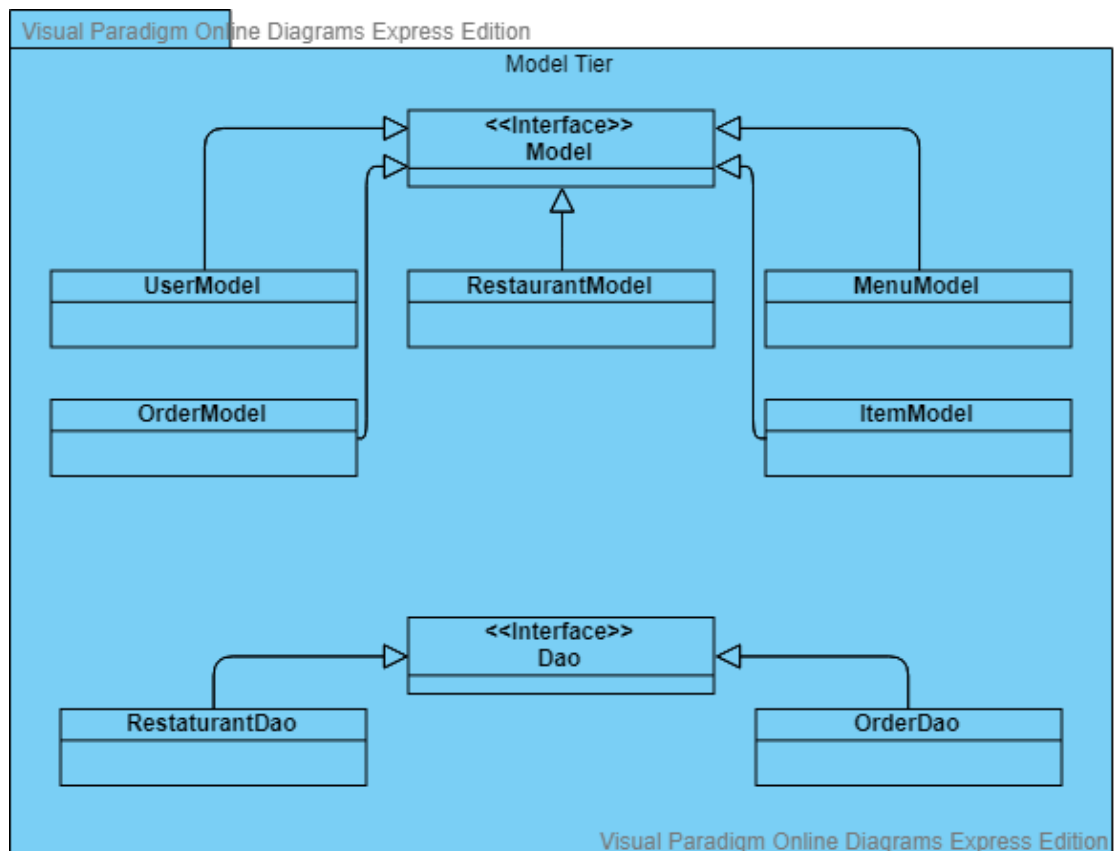 Visual Paradigm Online Diagrams Express Edition
Model Tier
<<Interface>>
Model
UserModel
RestaurantModel
MenuModel
OrderModel
ItemModel
<<Interface>>
Dao
RestaturantDao
OrderDao
Visual Paradigm Online Diagrams Express Edition